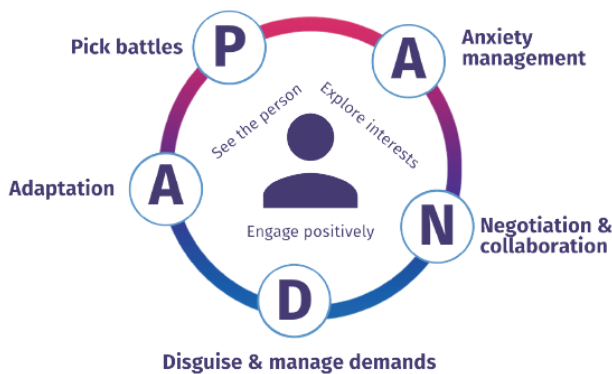 Pick battles
P
A
Anxiety
management
See the person
Explore interests
Adaptation
A
Engage positively
N
Negotiation &
collaboration
D
Disguise & manage demands